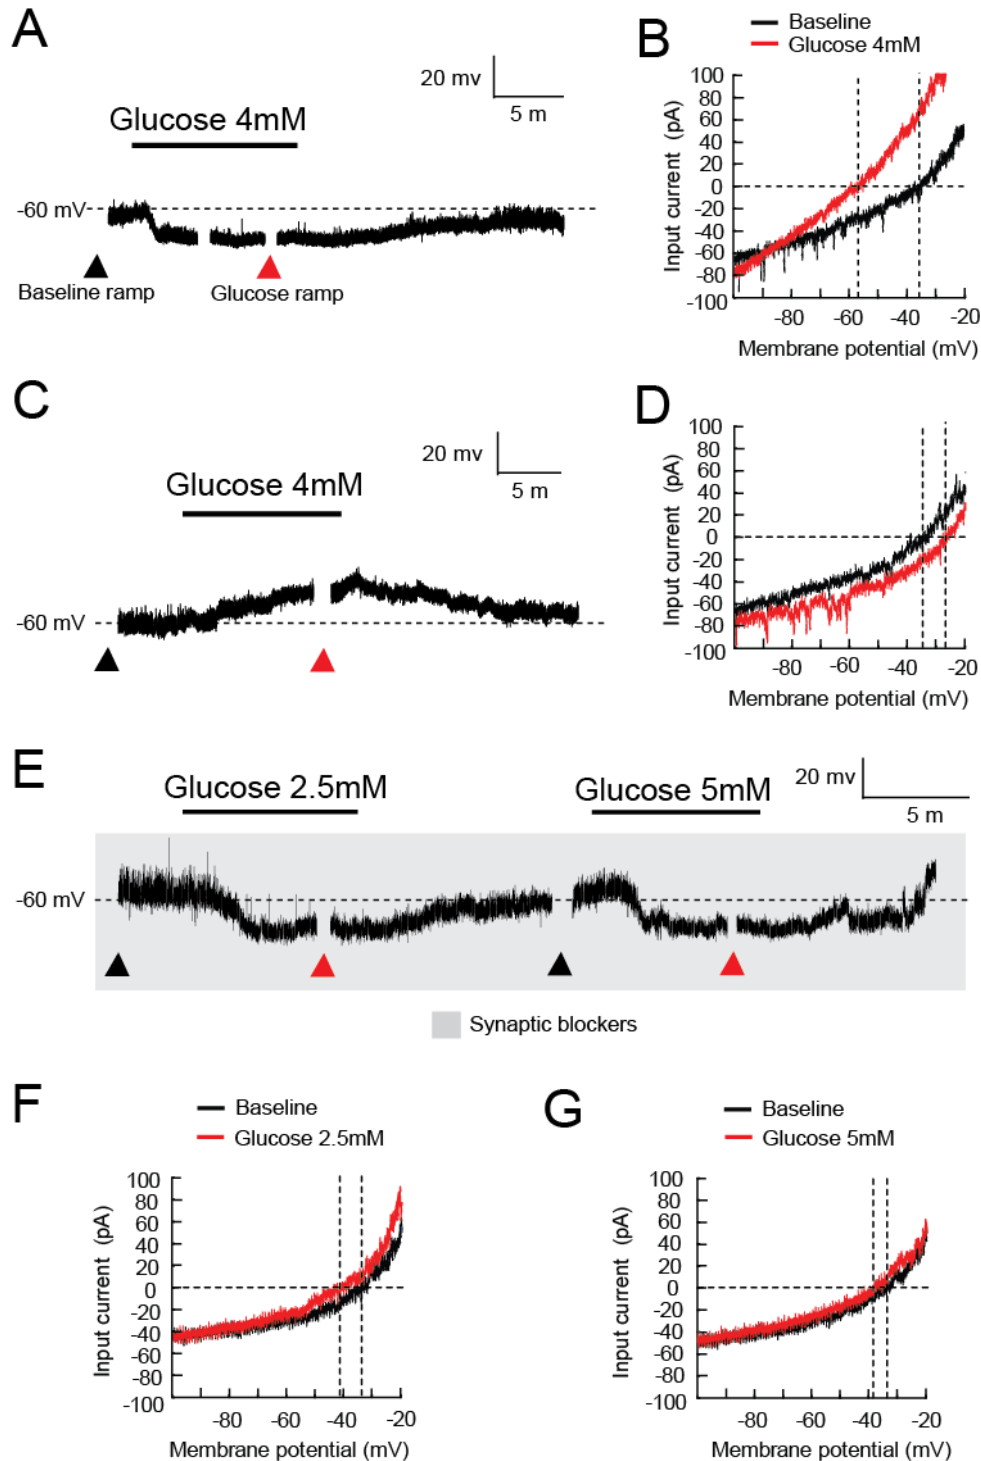 A
20 mv
5 m
Glucose 4mM
-60 mV
Baseline ramp
Glucose ramp
B
Baseline
Glucose 4mM
100
80
60
40
20
0
-20
-40
-60
-80
-100
Input current (pA)
-80
-60
-40
-20
Membrane potential (mV)
C
20 mv
5 m
Glucose 4mM
-60 mV
D
100
80
60
40
20
0
-20
-40
-60
-80
-100
Input current (pA)
-80
-60
-40
-20
Membrane potential (mV)
E
Glucose 2.5mM
Glucose 5mM
20 mv
5 m
-60 mV
Synaptic blockers
F
Baseline
Glucose 2.5mM
100
80
60
40
20
0
-20
-40
-60
-80
-100
Input current (pA)
-80
-60
-40
-20
Membrane potential (mV)
G
Baseline
Glucose 5mM
100
80
60
40
20
0
-20
-40
-60
-80
-100
Input current (pA)
-80
-60
-40
-20
Membrane potential (mV)